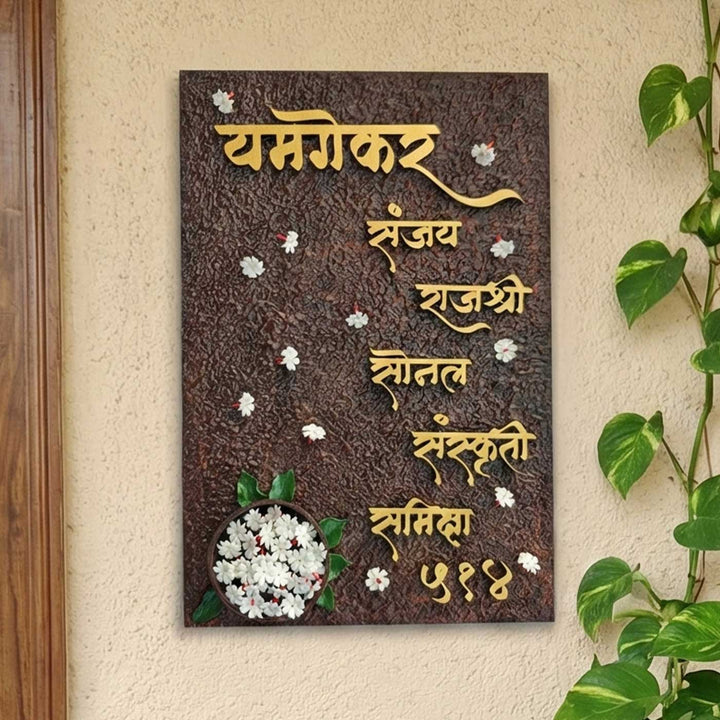 यमगेकर
संजय
राजश्री
सोनल
संस्कृती
समिक्षा
५१४